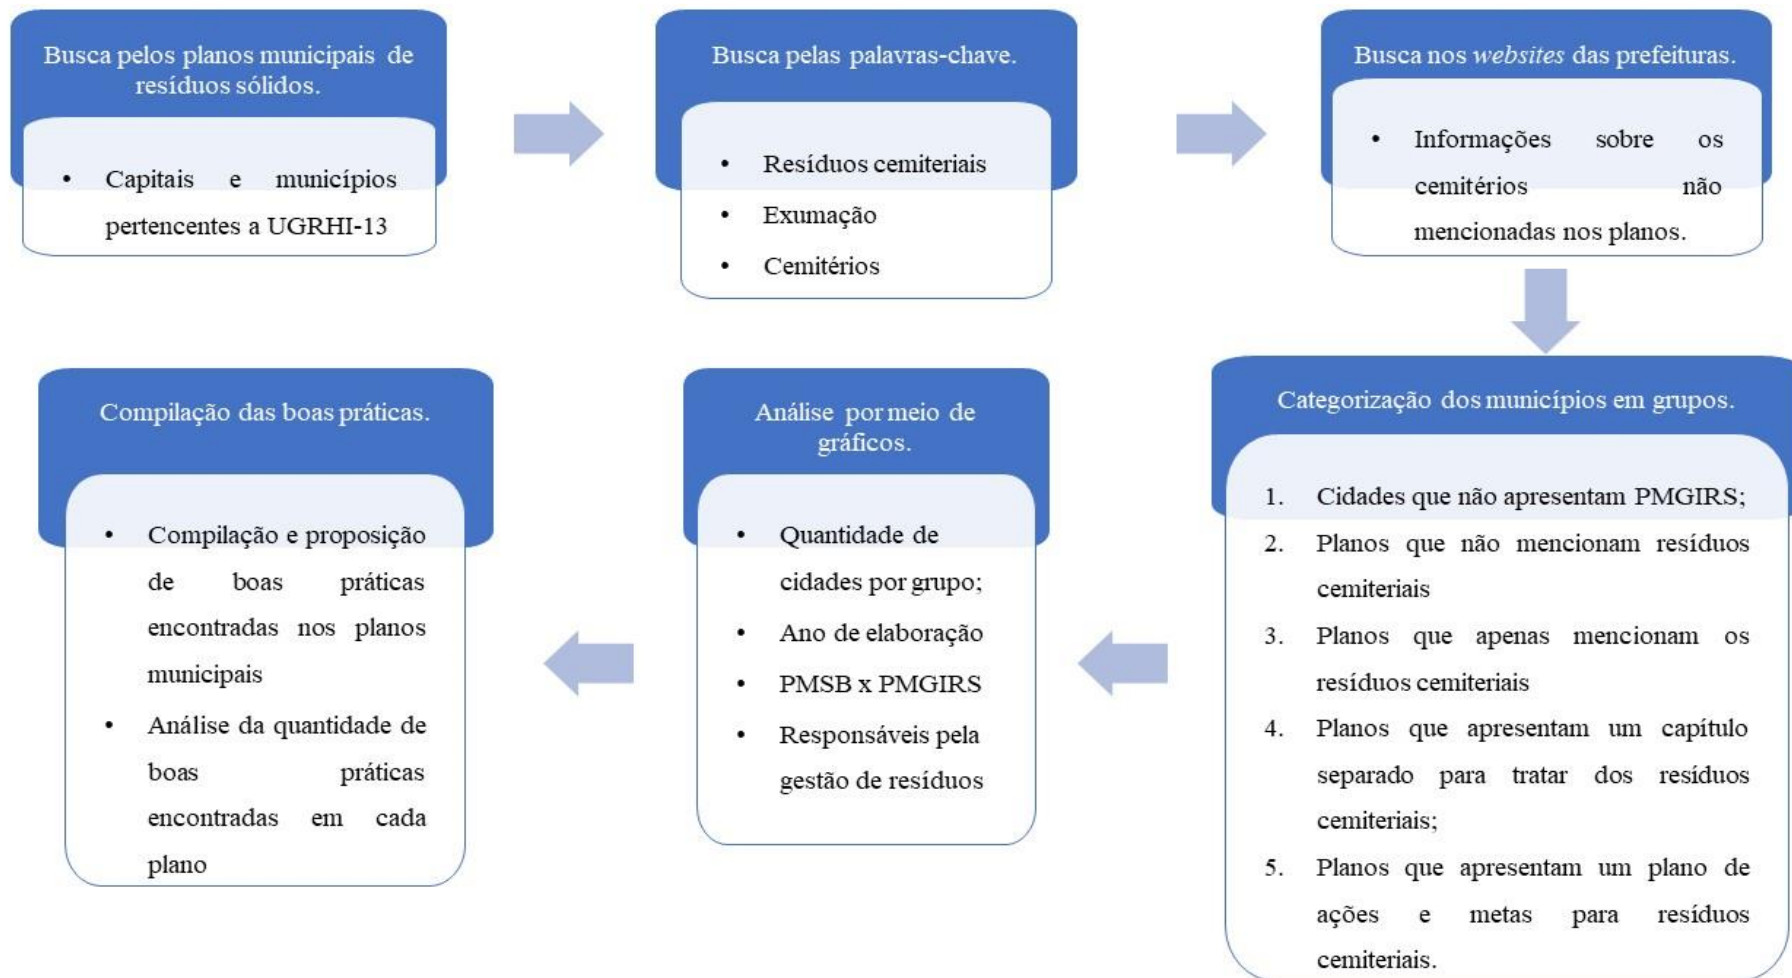 Busca pelos planos municipais de
resíduos sólidos.
• Capitais e municípios
pertencentes a UGRHI-13
Busca pelas palavras-chave.
• Resíduos cemiteriais
• Exumação
• Cemitérios
Busca nos websites das prefeituras.
• Informações sobre os
cemitérios não
mencionadas nos planos.
Categorização dos municípios em grupos.
1. Cidades que não apresentam PMGIRS;
2. Planos que não mencionam resíduos
cemiteriais
3. Planos que apenas mencionam os
resíduos cemiteriais
4. Planos que apresentam um capítulo
separado para tratar dos resíduos
cemiteriais;
5. Planos que apresentam um plano de
ações e metas para resíduos
cemiteriais.
Análise por meio de
gráficos.
• Quantidade de
cidades por grupo;
• Ano de elaboração
• PMSB x PMGIRS
• Responsáveis pela
gestão de resíduos
Compilação das boas práticas.
• Compilação e proposição
de boas práticas
encontradas nos planos
municipais
• Análise da quantidade de
boas práticas
encontradas em cada
plano